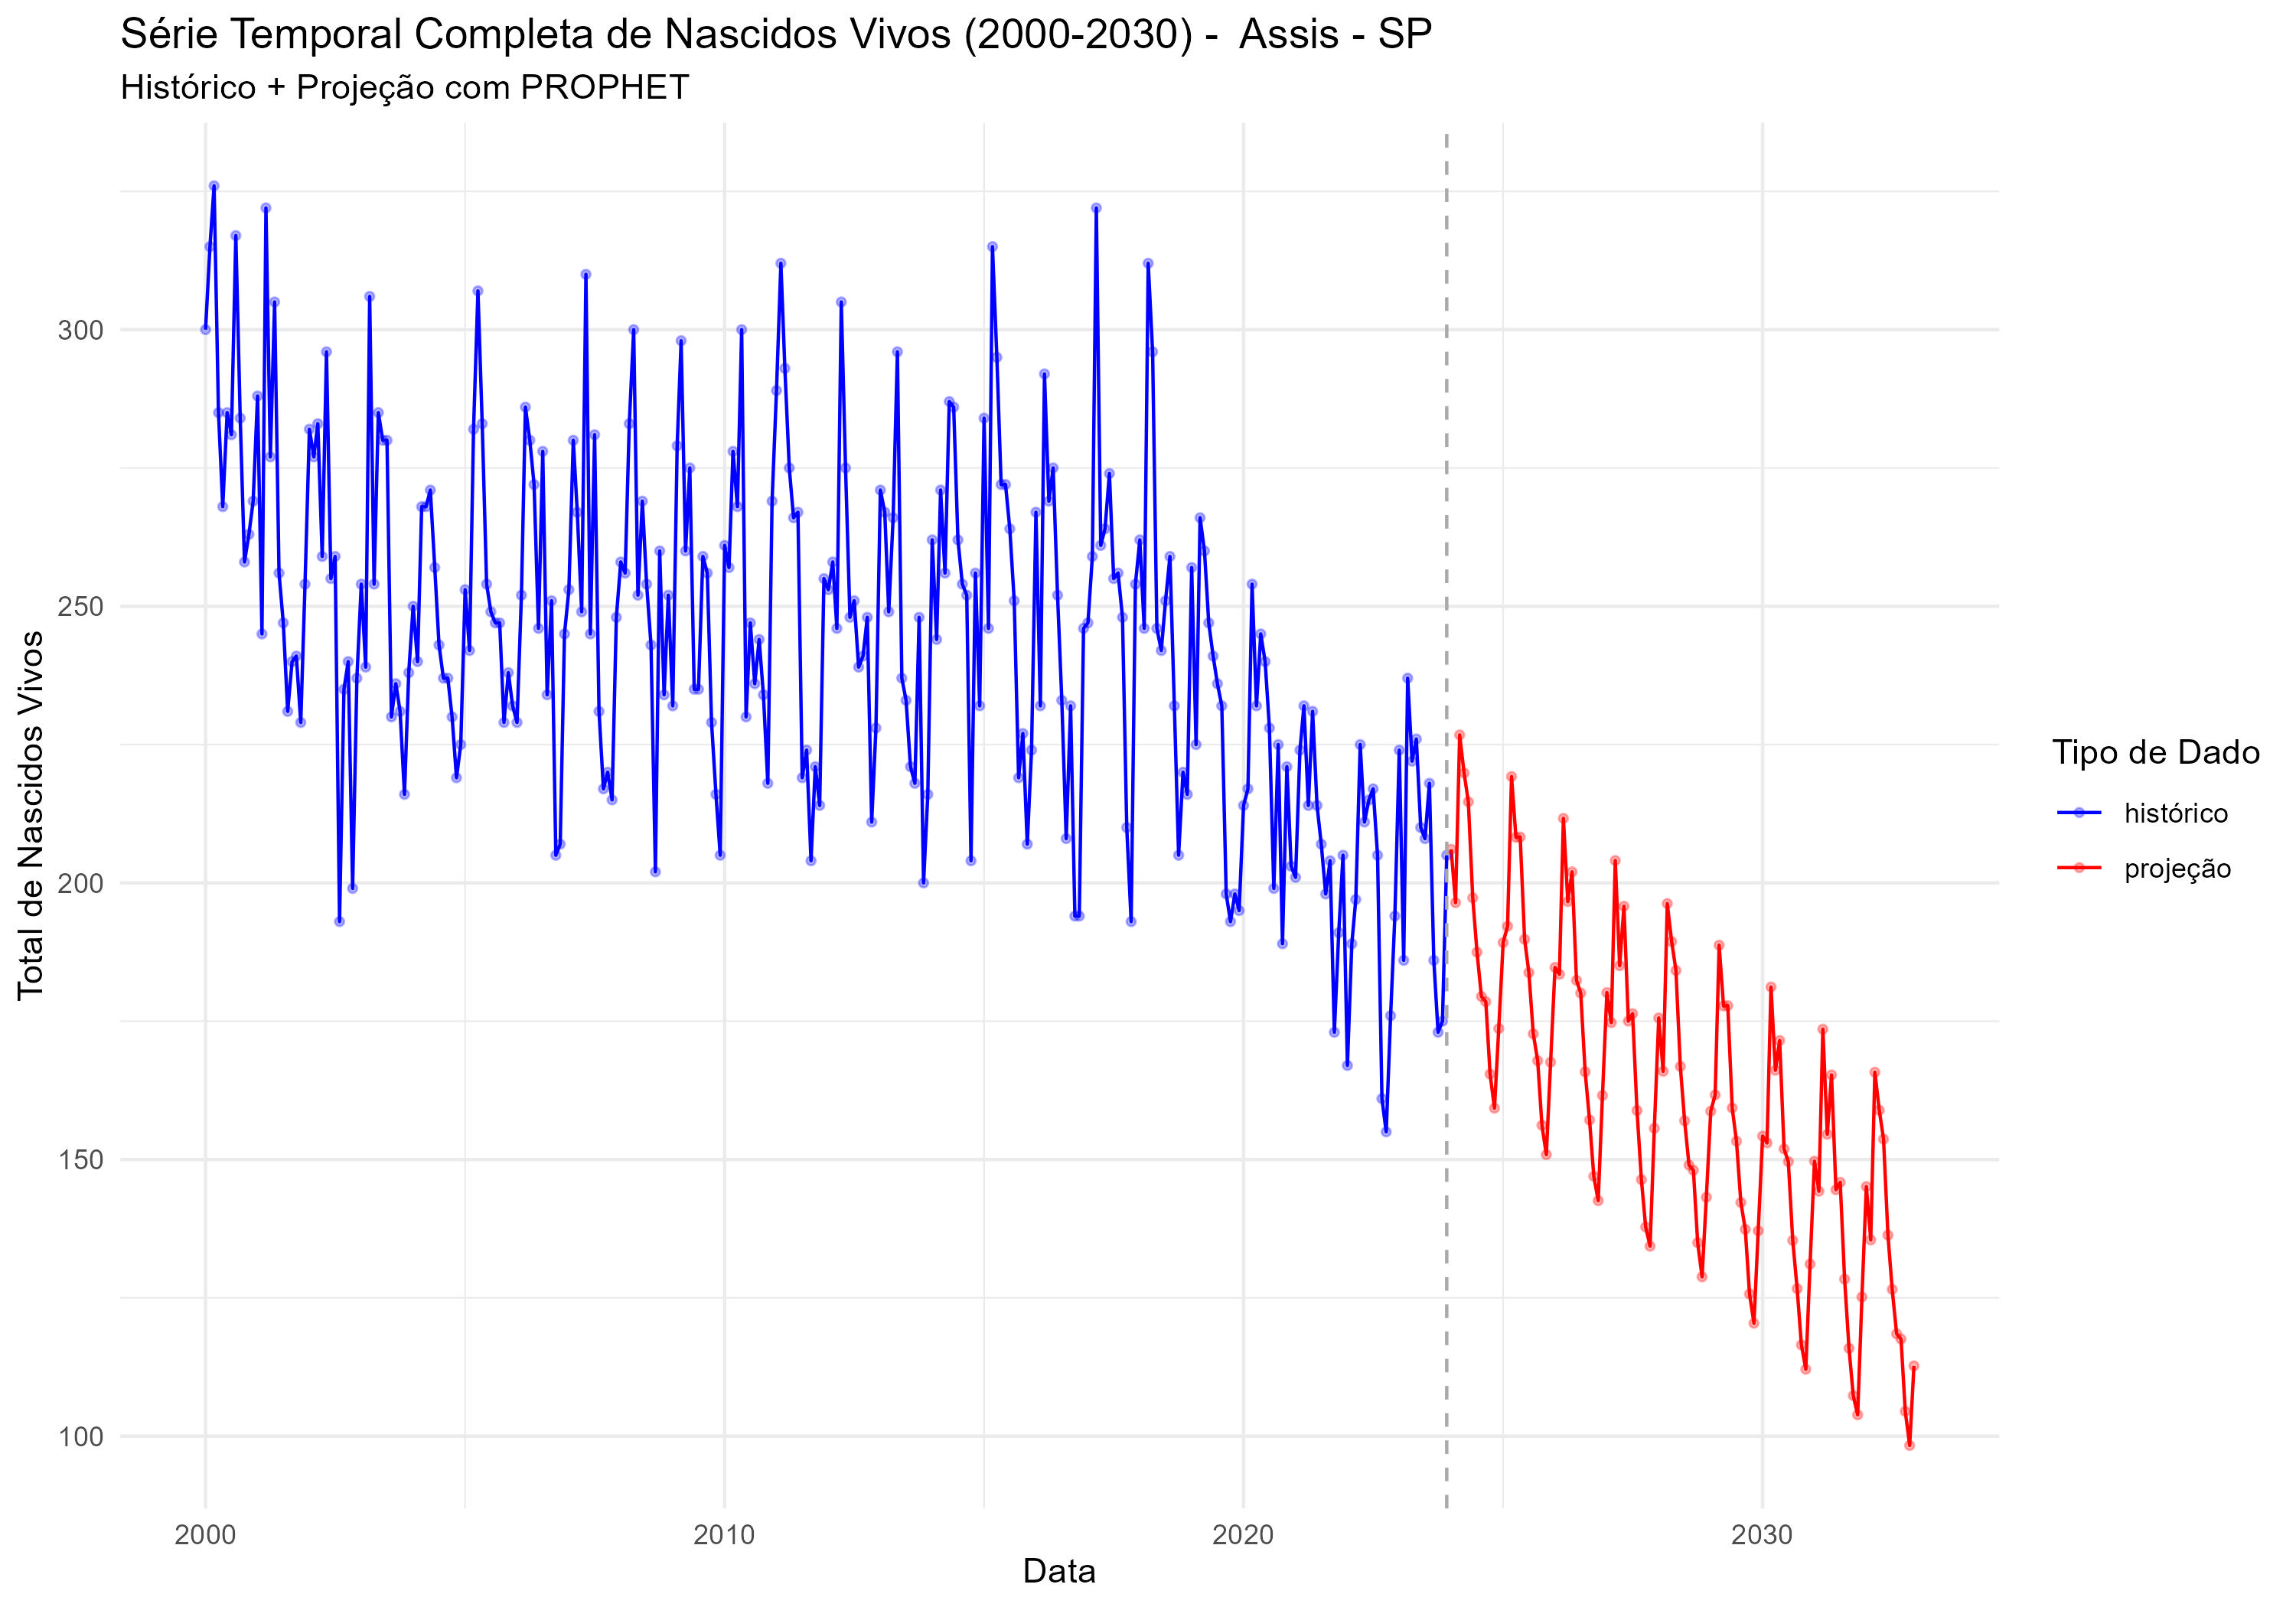 Série Temporal Completa de Nascidos Vivos (2000-2030) -  Assis - SP
Histórico + Projeção com PROPHET
Total de Nascidos Vivos
300
250
200
150
100
2000
2010
2020
2030
Data
Tipo de Dado
histórico
projeção